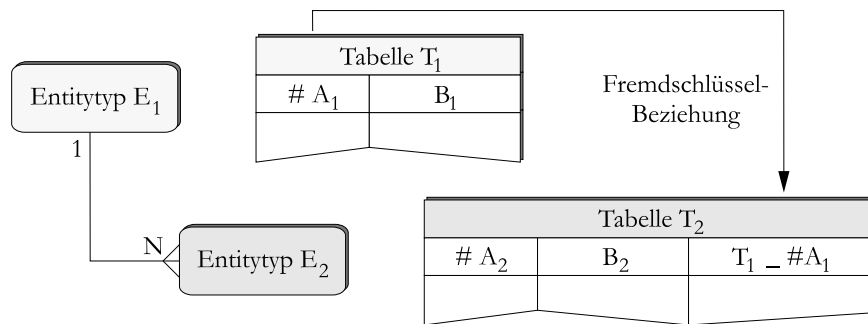 Tabelle T₁
Entitytyp E₁
# A₁
B₁
Fremdschlüssel-
Beziehung
1
N
Entitytyp E₂
Tabelle T₂
# A₂
B₂
T₁ _ #A₁